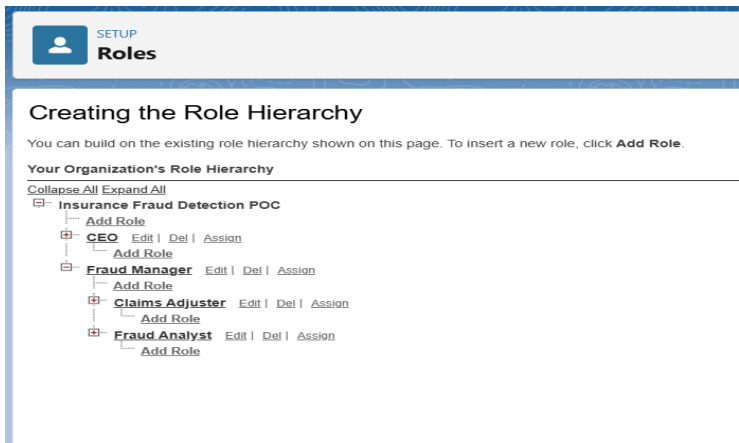 SETUP
Roles
Creating the Role Hierarchy
You can build on the existing role hierarchy shown on this page. To insert a new role, click Add Role.
Your Organization's Role Hierarchy
Collapse All Expand All
Insurance Fraud Detection POC
Add Role
CEO Edit | Del | Assign
Add Role
Fraud Manager Edit | Del | Assign
Add Role
Claims Adjuster Edit | Del | Assign
Add Role
Fraud Analyst Edit | Del | Assign
Add Role